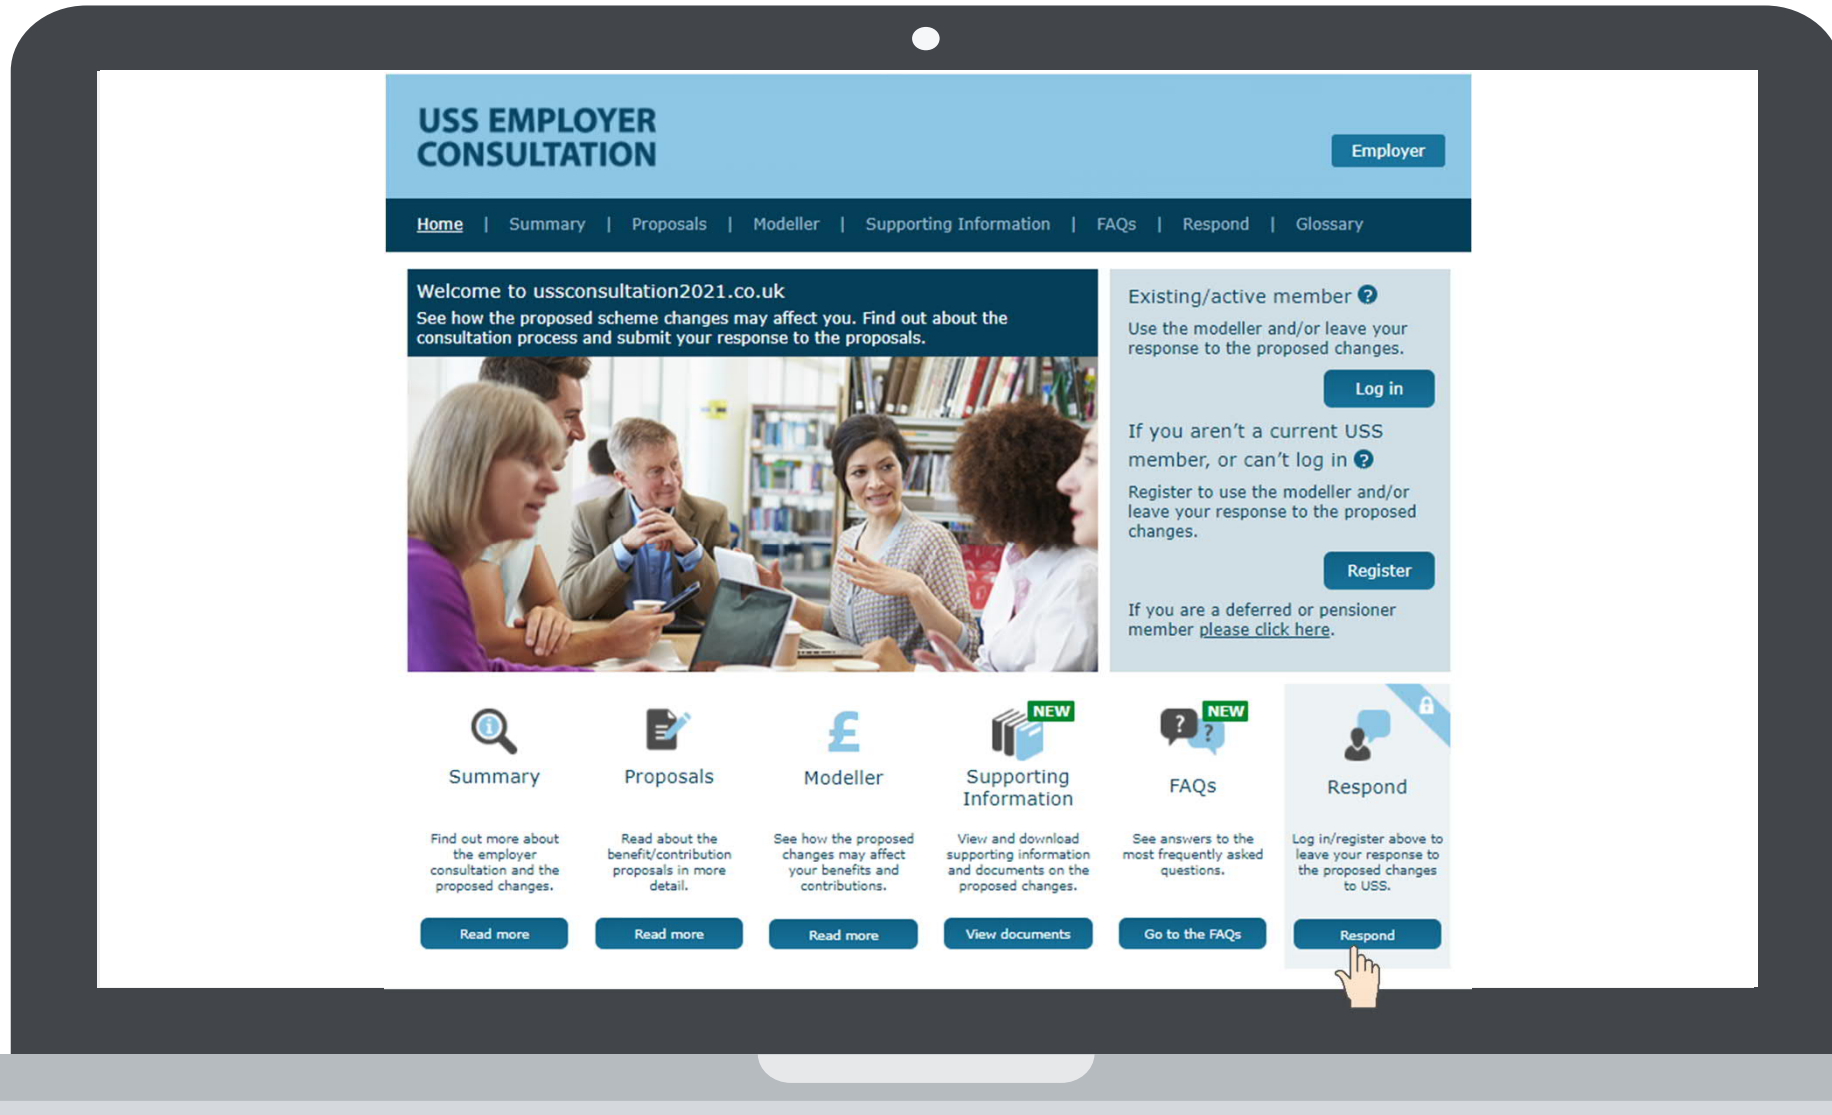 USS EMPLOYER
CONSULTATION
Employer
Home | Summary | Proposals | Modeller | Supporting Information | FAQs | Respond | Glossary
Welcome to ussconsultation2021.co.uk
See how the proposed scheme changes may affect you. Find out about the
consultation process and submit your response to the proposals.
Existing/active member ?
Use the modeller and/or leave your
response to the proposed changes.
Log in
If you aren't a current USS
member, or can't log in ?
Register to use the modeller and/or
leave your response to the proposed
changes.
Register
If you are a deferred or pensioner
member please click here.
Summary
Find out more about
the employer
consultation and the
proposed changes.
Read more
Proposals
Read about the
benefit/contribution
proposals in more
detail.
Read more
£
Modeller
See how the proposed
changes may affect
your benefits and
contributions.
Read more
NEW
Supporting
Information
View and download
supporting information
and documents on the
proposed changes.
View documents
NEW
? ?
FAQs
See answers to the
most frequently asked
questions.
Go to the FAQs
Respond
Log in/register above to
leave your response to
the proposed changes
to USS.
Respond